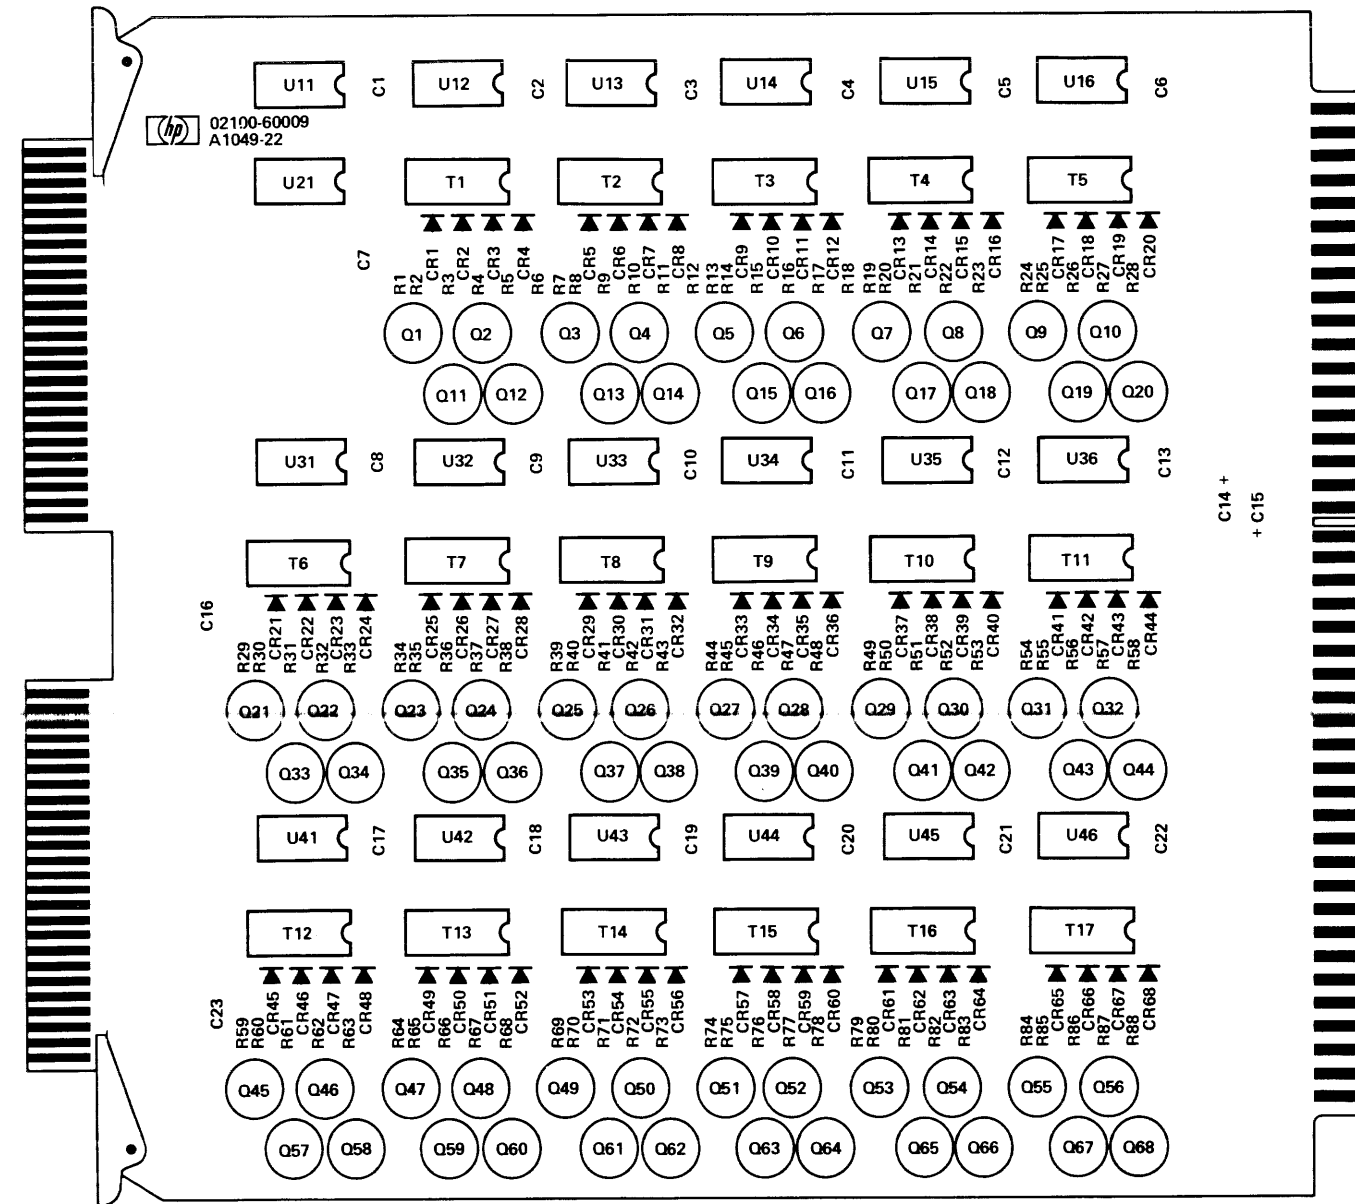 U11 C1 U12 C2 U13 C3 U14 C4 U15 C5 U16 C6
hp 02100-60009
A1049-22
U21 T1 T2 T3 T4 T5
C7
R1 R2 CR1 R3 CR2 R4 CR3 R5 CR4 R6 R7 R8 CR5 R9 CR6 R10 CR7 R11 CR8 R12 R13 R14 CR9 R15 CR10 R16 CR11 R17 CR12 R18 R19 R20 CR13 R21 CR14 R22 CR15 R23 CR16 R24 R25 CR17 R26 CR18 R27 CR19 R28 CR20
Q1 Q2 Q3 Q4 Q5 Q6 Q7 Q8 Q9 Q10
Q11 Q12 Q13 Q14 Q15 Q16 Q17 Q18 Q19 Q20
U31 C8 U32 C9 U33 C10 U34 C11 U35 C12 U36 C13
C14 +
+ C15
T6 T7 T8 T9 T10 T11
C16
R29 R30 CR21 R31 CR22 R32 CR23 R33 CR24 R34 R35 CR25 R36 CR26 R37 CR27 R38 CR28 R39 R40 CR29 R41 CR30 R42 CR31 R43 CR32 R44 R45 CR33 R46 CR34 R47 CR35 R48 CR36 R49 R50 CR37 R51 CR38 R52 CR39 R53 CR40 R54 R55 CR41 R56 CR42 R57 CR43 R58 CR44
Q21 Q22 Q23 Q24 Q25 Q26 Q27 Q28 Q29 Q30 Q31 Q32
Q33 Q34 Q35 Q36 Q37 Q38 Q39 Q40 Q41 Q42 Q43 Q44
U41 C17 U42 C18 U43 C19 U44 C20 U45 C21 U46 C22
T12 T13 T14 T15 T16 T17
C23
R59 R60 CR45 R61 CR46 R62 CR47 R63 CR48 R64 R65 CR49 R66 CR50 R67 CR51 R68 CR52 R69 R70 CR53 R71 CR54 R72 CR55 R73 CR56 R74 R75 CR57 R76 CR58 R77 CR59 R78 CR60 R79 R80 CR61 R81 CR62 R82 CR63 R83 CR64 R84 R85 CR65 R86 CR66 R87 CR67 R88 CR68
Q45 Q46 Q47 Q48 Q49 Q50 Q51 Q52 Q53 Q54 Q55 Q56
Q57 Q58 Q59 Q60 Q61 Q62 Q63 Q64 Q65 Q66 Q67 Q68